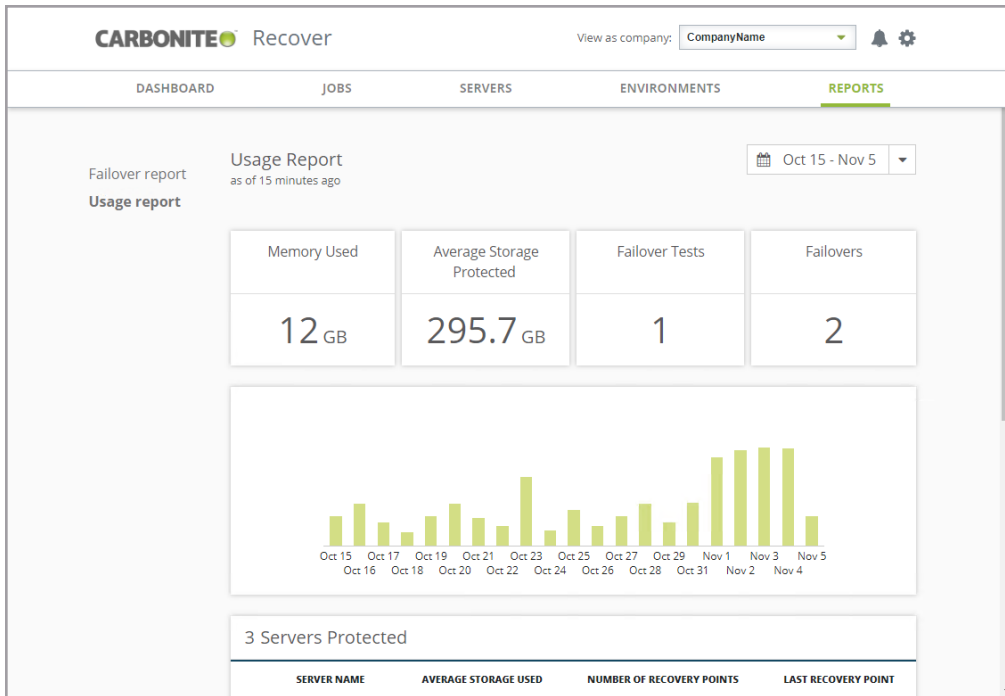 CARBONITE Recover
View as company: CompanyName
DASHBOARD JOBS SERVERS ENVIRONMENTS REPORTS
Failover report
Usage report
Usage Report
as of 15 minutes ago
Oct 15 - Nov 5
Memory Used
12 GB
Average Storage
Protected
295.7 GB
Failover Tests
1
Failovers
2
Oct 15 Oct 17 Oct 19 Oct 21 Oct 23 Oct 25 Oct 27 Oct 29 Nov 1 Nov 3 Nov 5
Oct 16 Oct 18 Oct 20 Oct 22 Oct 24 Oct 26 Oct 28 Oct 31 Nov 2 Nov 4
3 Servers Protected
SERVER NAME AVERAGE STORAGE USED NUMBER OF RECOVERY POINTS LAST RECOVERY POINT